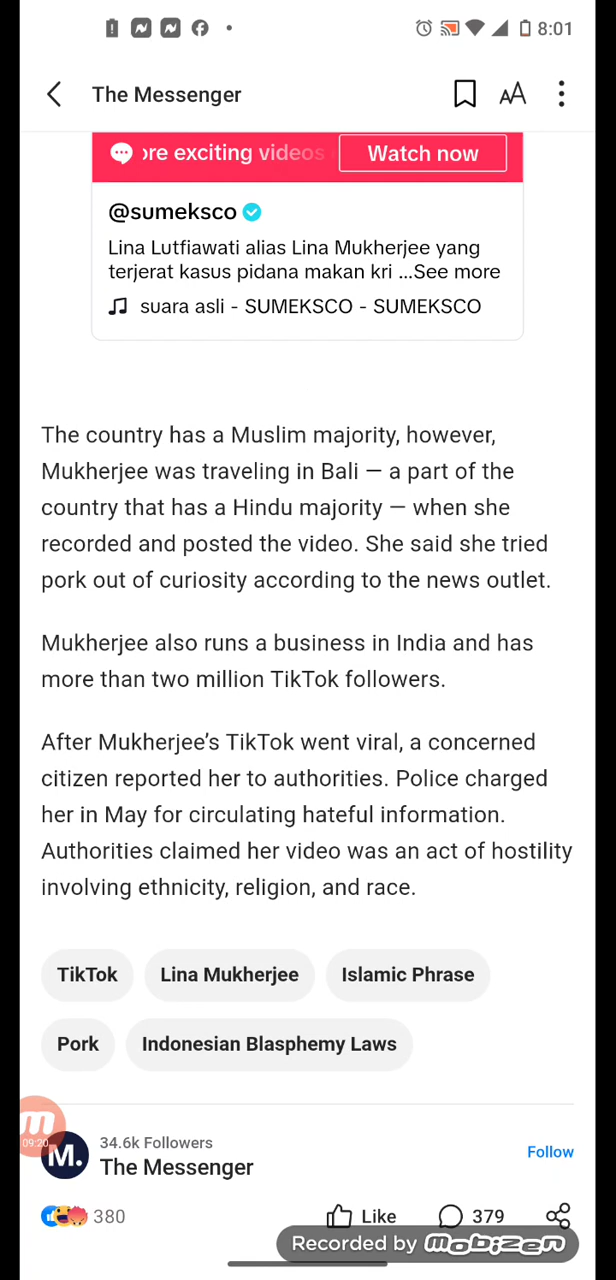 8:01
The Messenger
AA
ore exciting videos
Watch now
@sumeksco
Lina Lutfiawati alias Lina Mukherjee yang
terjerat kasus pidana makan kri ...See more
suara asli - SUMEKSCO - SUMEKSCO
The country has a Muslim majority, however,
Mukherjee was traveling in Bali — a part of the
country that has a Hindu majority — when she
recorded and posted the video. She said she tried
pork out of curiosity according to the news outlet.
Mukherjee also runs a business in India and has
more than two million TikTok followers.
After Mukherjee’s TikTok went viral, a concerned
citizen reported her to authorities. Police charged
her in May for circulating hateful information.
Authorities claimed her video was an act of hostility
involving ethnicity, religion, and race.
TikTok Lina Mukherjee Islamic Phrase
Pork Indonesian Blasphemy Laws
m
09:20
M.
34.6k Followers
The Messenger
Follow
380 Like 379
Recorded by mobizen